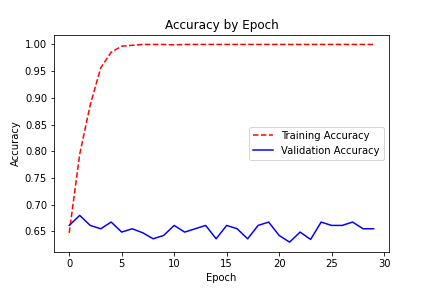 Accuracy by Epoch
1.00
0.95
0.90
0.85
0.80
0.75
0.70
0.65
Accuracy
Training Accuracy
Validation Accuracy
0 5 10 15 20 25 30
Epoch